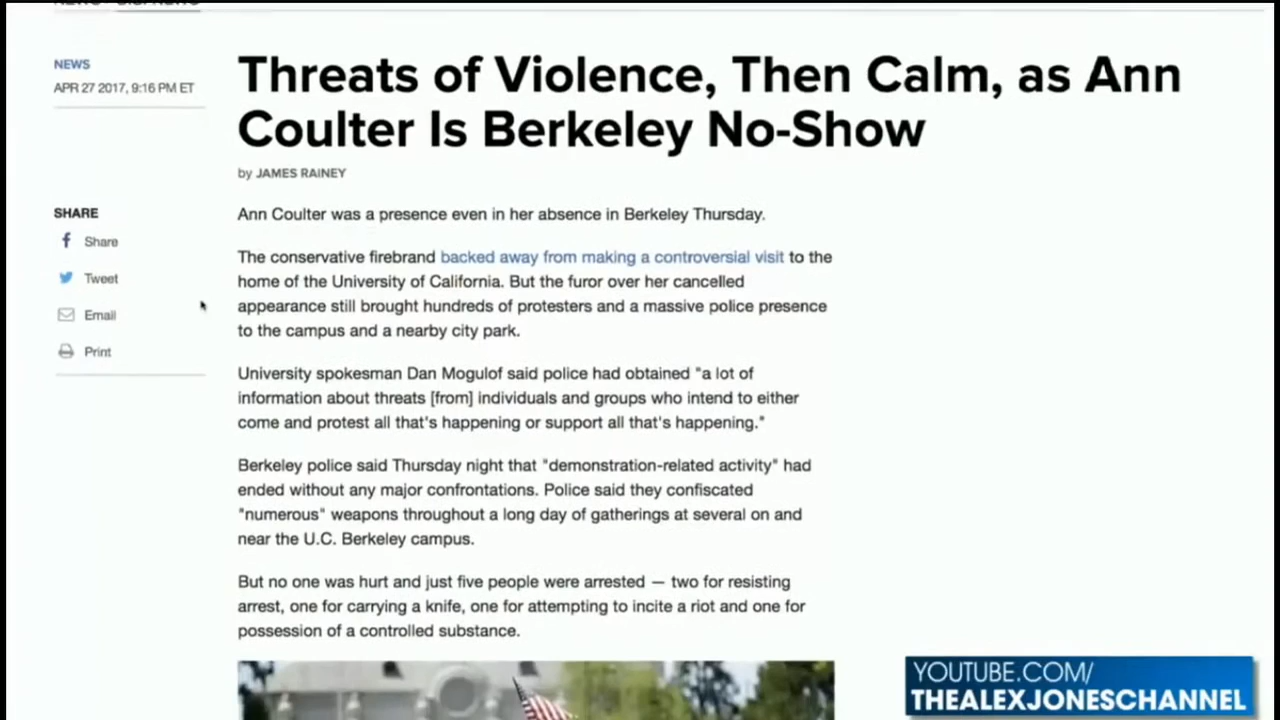 NEWS
APR 27 2017, 9:16 PM ET
Threats of Violence, Then Calm, as Ann
Coulter Is Berkeley No-Show
by JAMES RAINEY
SHARE
Share
Tweet
Email
Print
Ann Coulter was a presence even in her absence in Berkeley Thursday.
The conservative firebrand backed away from making a controversial visit to the
home of the University of California. But the furor over her cancelled
appearance still brought hundreds of protesters and a massive police presence
to the campus and a nearby city park.
University spokesman Dan Mogulof said police had obtained "a lot of
information about threats [from] individuals and groups who intend to either
come and protest all that's happening or support all that's happening."
Berkeley police said Thursday night that "demonstration-related activity" had
ended without any major confrontations. Police said they confiscated
"numerous" weapons throughout a long day of gatherings at several on and
near the U.C. Berkeley campus.
But no one was hurt and just five people were arrested — two for resisting
arrest, one for carrying a knife, one for attempting to incite a riot and one for
possession of a controlled substance.
YOUTUBE.COM/
THEALEXJONESCHANNEL